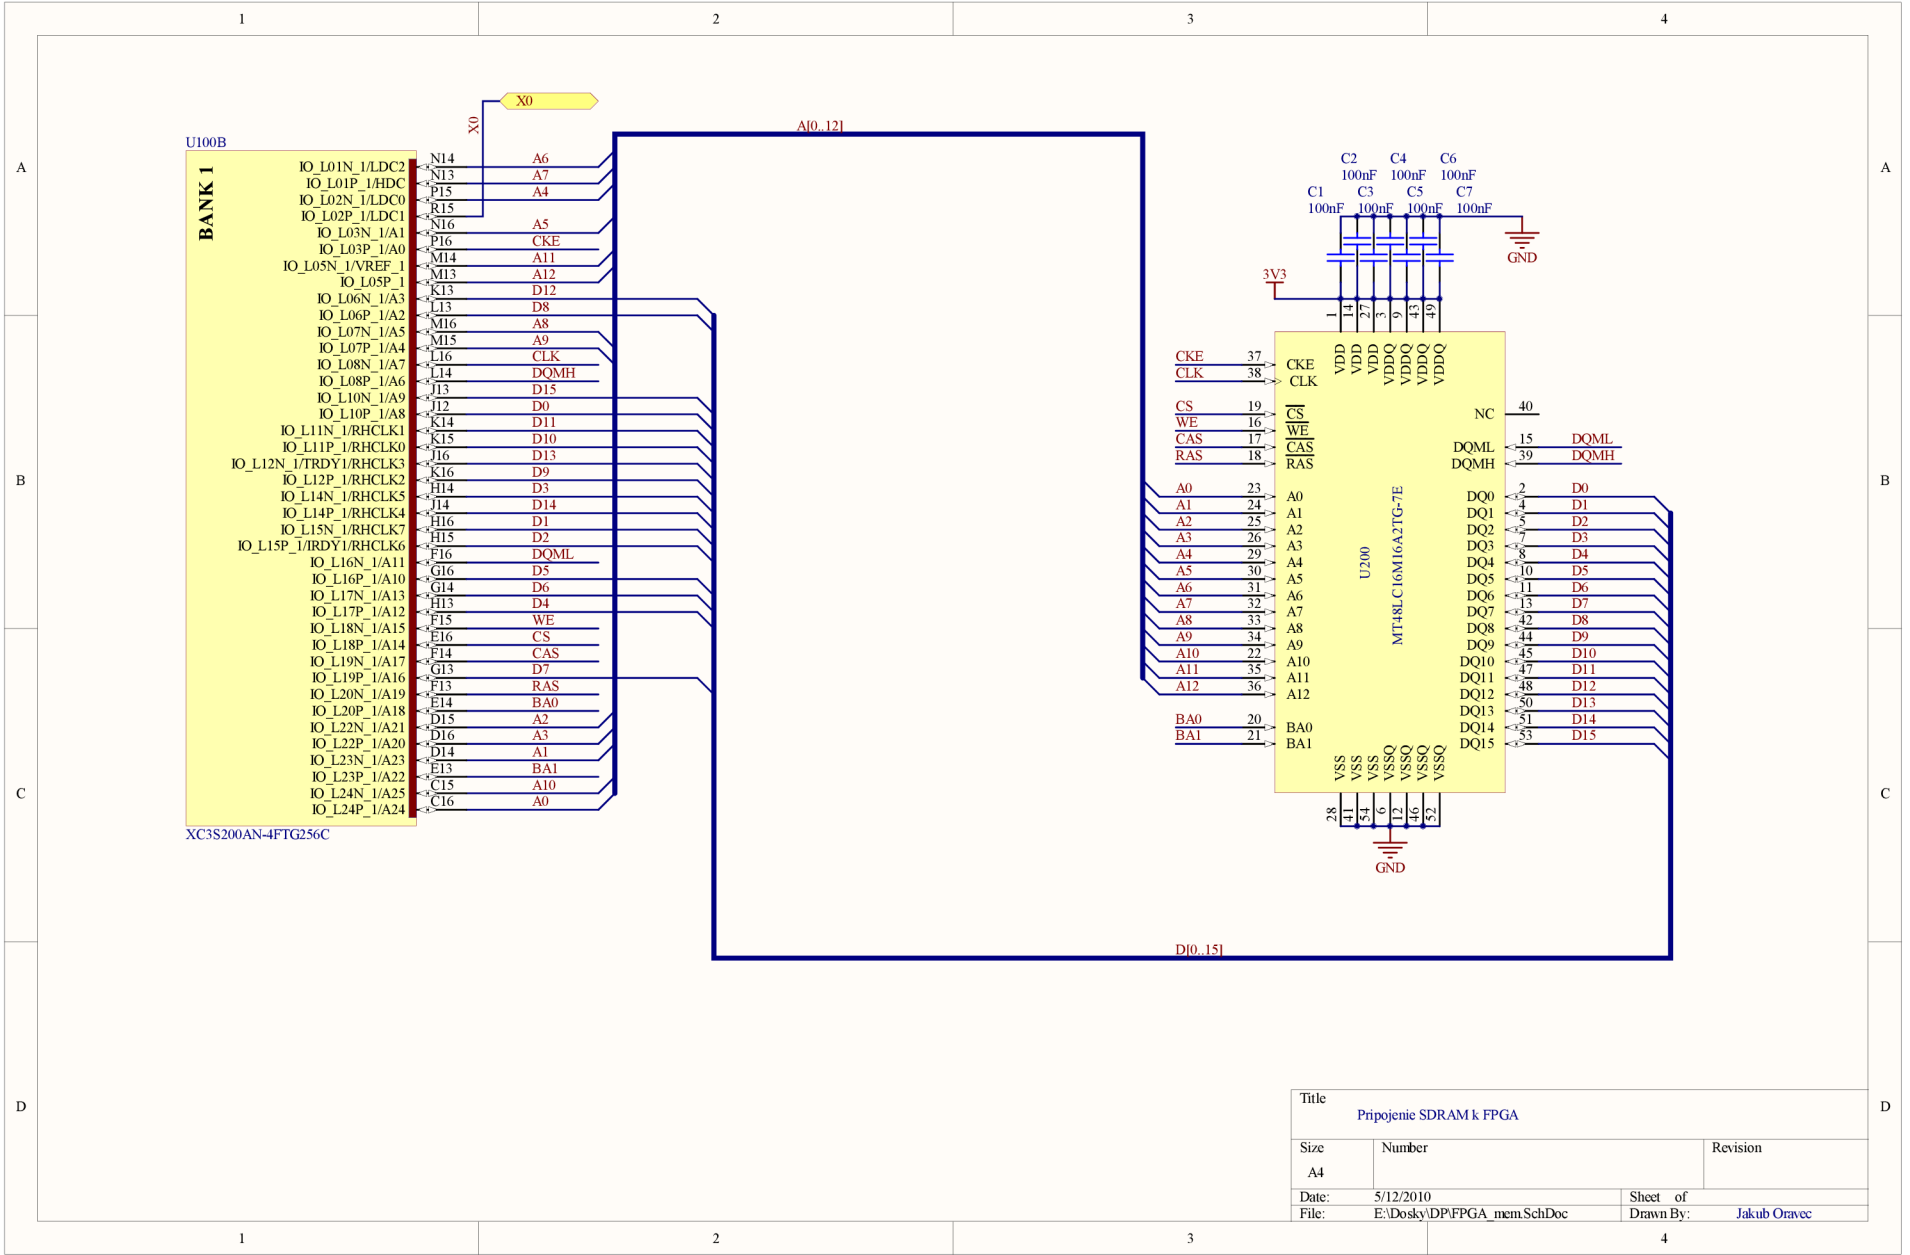 1 2 3 4
X0
X0
A[0..12]
U100B
BANK 1
IO_L01N_1/LDC2 N14 A6
IO_L01P_1/HDC N13 A7
IO_L02N_1/LDC0 P15 A4
IO_L02P_1/LDC1 R15
IO_L03N_1/A1 N16 A5
IO_L03P_1/A0 P16 CKE
IO_L05N_1/VREF_1 M14 A11
IO_L05P_1 M13 A12
IO_L06N_1/A3 K13 D12
IO_L06P_1/A2 L13 D8
IO_L07N_1/A5 M16 A8
IO_L07P_1/A4 M15 A9
IO_L08N_1/A7 L16 CLK
IO_L08P_1/A6 L14 DQMH
IO_L10N_1/A9 J13 D15
IO_L10P_1/A8 J12 D0
IO_L11N_1/RHCLK1 K14 D11
IO_L11P_1/RHCLK0 K15 D10
IO_L12N_1/TRDY1/RHCLK3 J16 D13
IO_L12P_1/RHCLK2 K16 D9
IO_L14N_1/RHCLK5 H14 D3
IO_L14P_1/RHCLK4 J14 D14
IO_L15N_1/RHCLK7 H16 D1
IO_L15P_1/IRDY1/RHCLK6 H15 D2
IO_L16N_1/A11 F16 DQML
IO_L16P_1/A10 G16 D5
IO_L17N_1/A13 G14 D6
IO_L17P_1/A12 H13 D4
IO_L18N_1/A15 F15 WE
IO_L18P_1/A14 E16 CS
IO_L19N_1/A17 F14 CAS
IO_L19P_1/A16 G13 D7
IO_L20N_1/A19 F13 RAS
IO_L20P_1/A18 E14 BA0
IO_L22N_1/A21 D15 A2
IO_L22P_1/A20 D16 A3
IO_L23N_1/A23 D14 A1
IO_L23P_1/A22 E13 BA1
IO_L24N_1/A25 C15 A10
IO_L24P_1/A24 C16 A0
XC3S200AN-4FTG256C
C2 C4 C6
100nF 100nF 100nF
C1 C3 C5 C7
100nF 100nF 100nF 100nF
GND
3V3
1 14 27 3 9 43 49
VDD VDD VDD VDDQ VDDQ VDDQ VDDQ
CKE 37 CKE
CLK 38 CLK
CS 19 CS
WE 16 WE
CAS 17 CAS
RAS 18 RAS
A0 23 A0
A1 24 A1
A2 25 A2
A3 26 A3
A4 29 A4
A5 30 A5
A6 31 A6
A7 32 A7
A8 33 A8
A9 34 A9
A10 22 A10
A11 35 A11
A12 36 A12
BA0 20 BA0
BA1 21 BA1
U200
MT48LC16M16A2TG-7E
NC 40
DQML 15 DQML
DQMH 39 DQMH
DQ0 2 D0
DQ1 4 D1
DQ2 5 D2
DQ3 7 D3
DQ4 8 D4
DQ5 10 D5
DQ6 11 D6
DQ7 13 D7
DQ8 42 D8
DQ9 44 D9
DQ10 45 D10
DQ11 47 D11
DQ12 48 D12
DQ13 50 D13
DQ14 51 D14
DQ15 53 D15
VSS VSS VSS VSSQ VSSQ VSSQ VSSQ
28 41 54 6 12 46 52
GND
D[0..15]
A A
B B
C C
D D
Title
Pripojenie SDRAM k FPGA
Size Number Revision
A4
Date: 5/12/2010 Sheet of
File: E:\Dosky\DP\FPGA_mem.SchDoc Drawn By: Jakub Oravec
1 2 3 4